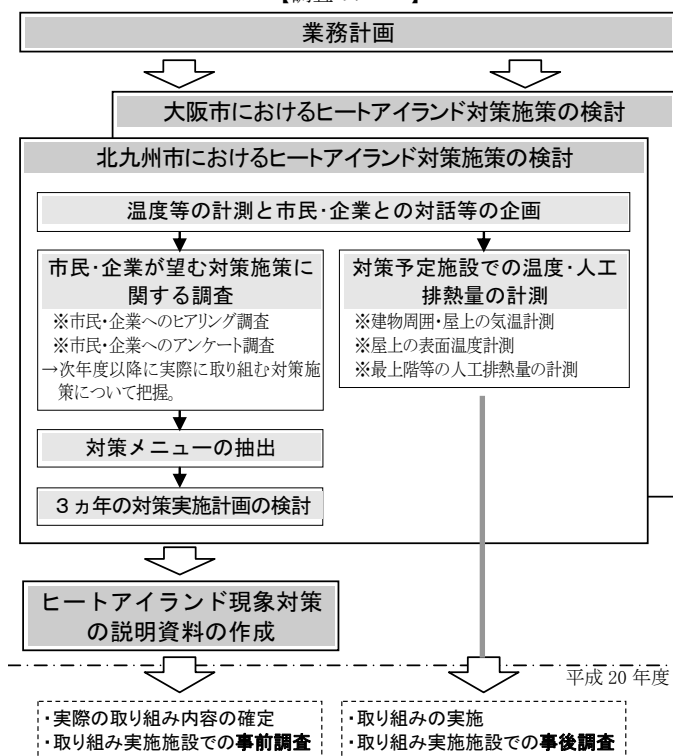 業務計画
大阪市におけるヒートアイランド対策施策の検討
北九州市におけるヒートアイランド対策施策の検討
温度等の計測と市民・企業との対話等の企画
市民・企業が望む対策施策に
関する調査
※市民・企業へのヒアリング調査
※市民・企業へのアンケート調査
→次年度以降に実際に取り組む対策施
策について把握。
対策予定施設での温度・人工
排熱量の計測
※建物周囲・屋上の気温計測
※屋上の表面温度計測
※最上階等の人工排熱量の計測
対策メニューの抽出
3ヵ年の対策実施計画の検討
ヒートアイランド現象対策
の説明資料の作成
平成 20 年度
・実際の取り組み内容の確定
・取り組み実施施設での事前調査
・取り組みの実施
・取り組み実施施設での事後調査